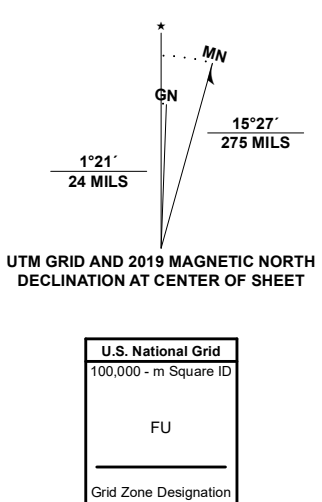 ★
MN
GN
15°27´
275 MILS
1°21´
24 MILS
UTM GRID AND 2019 MAGNETIC NORTH
DECLINATION AT CENTER OF SHEET
U.S. National Grid
100,000 - m Square ID
FU
Grid Zone Designation